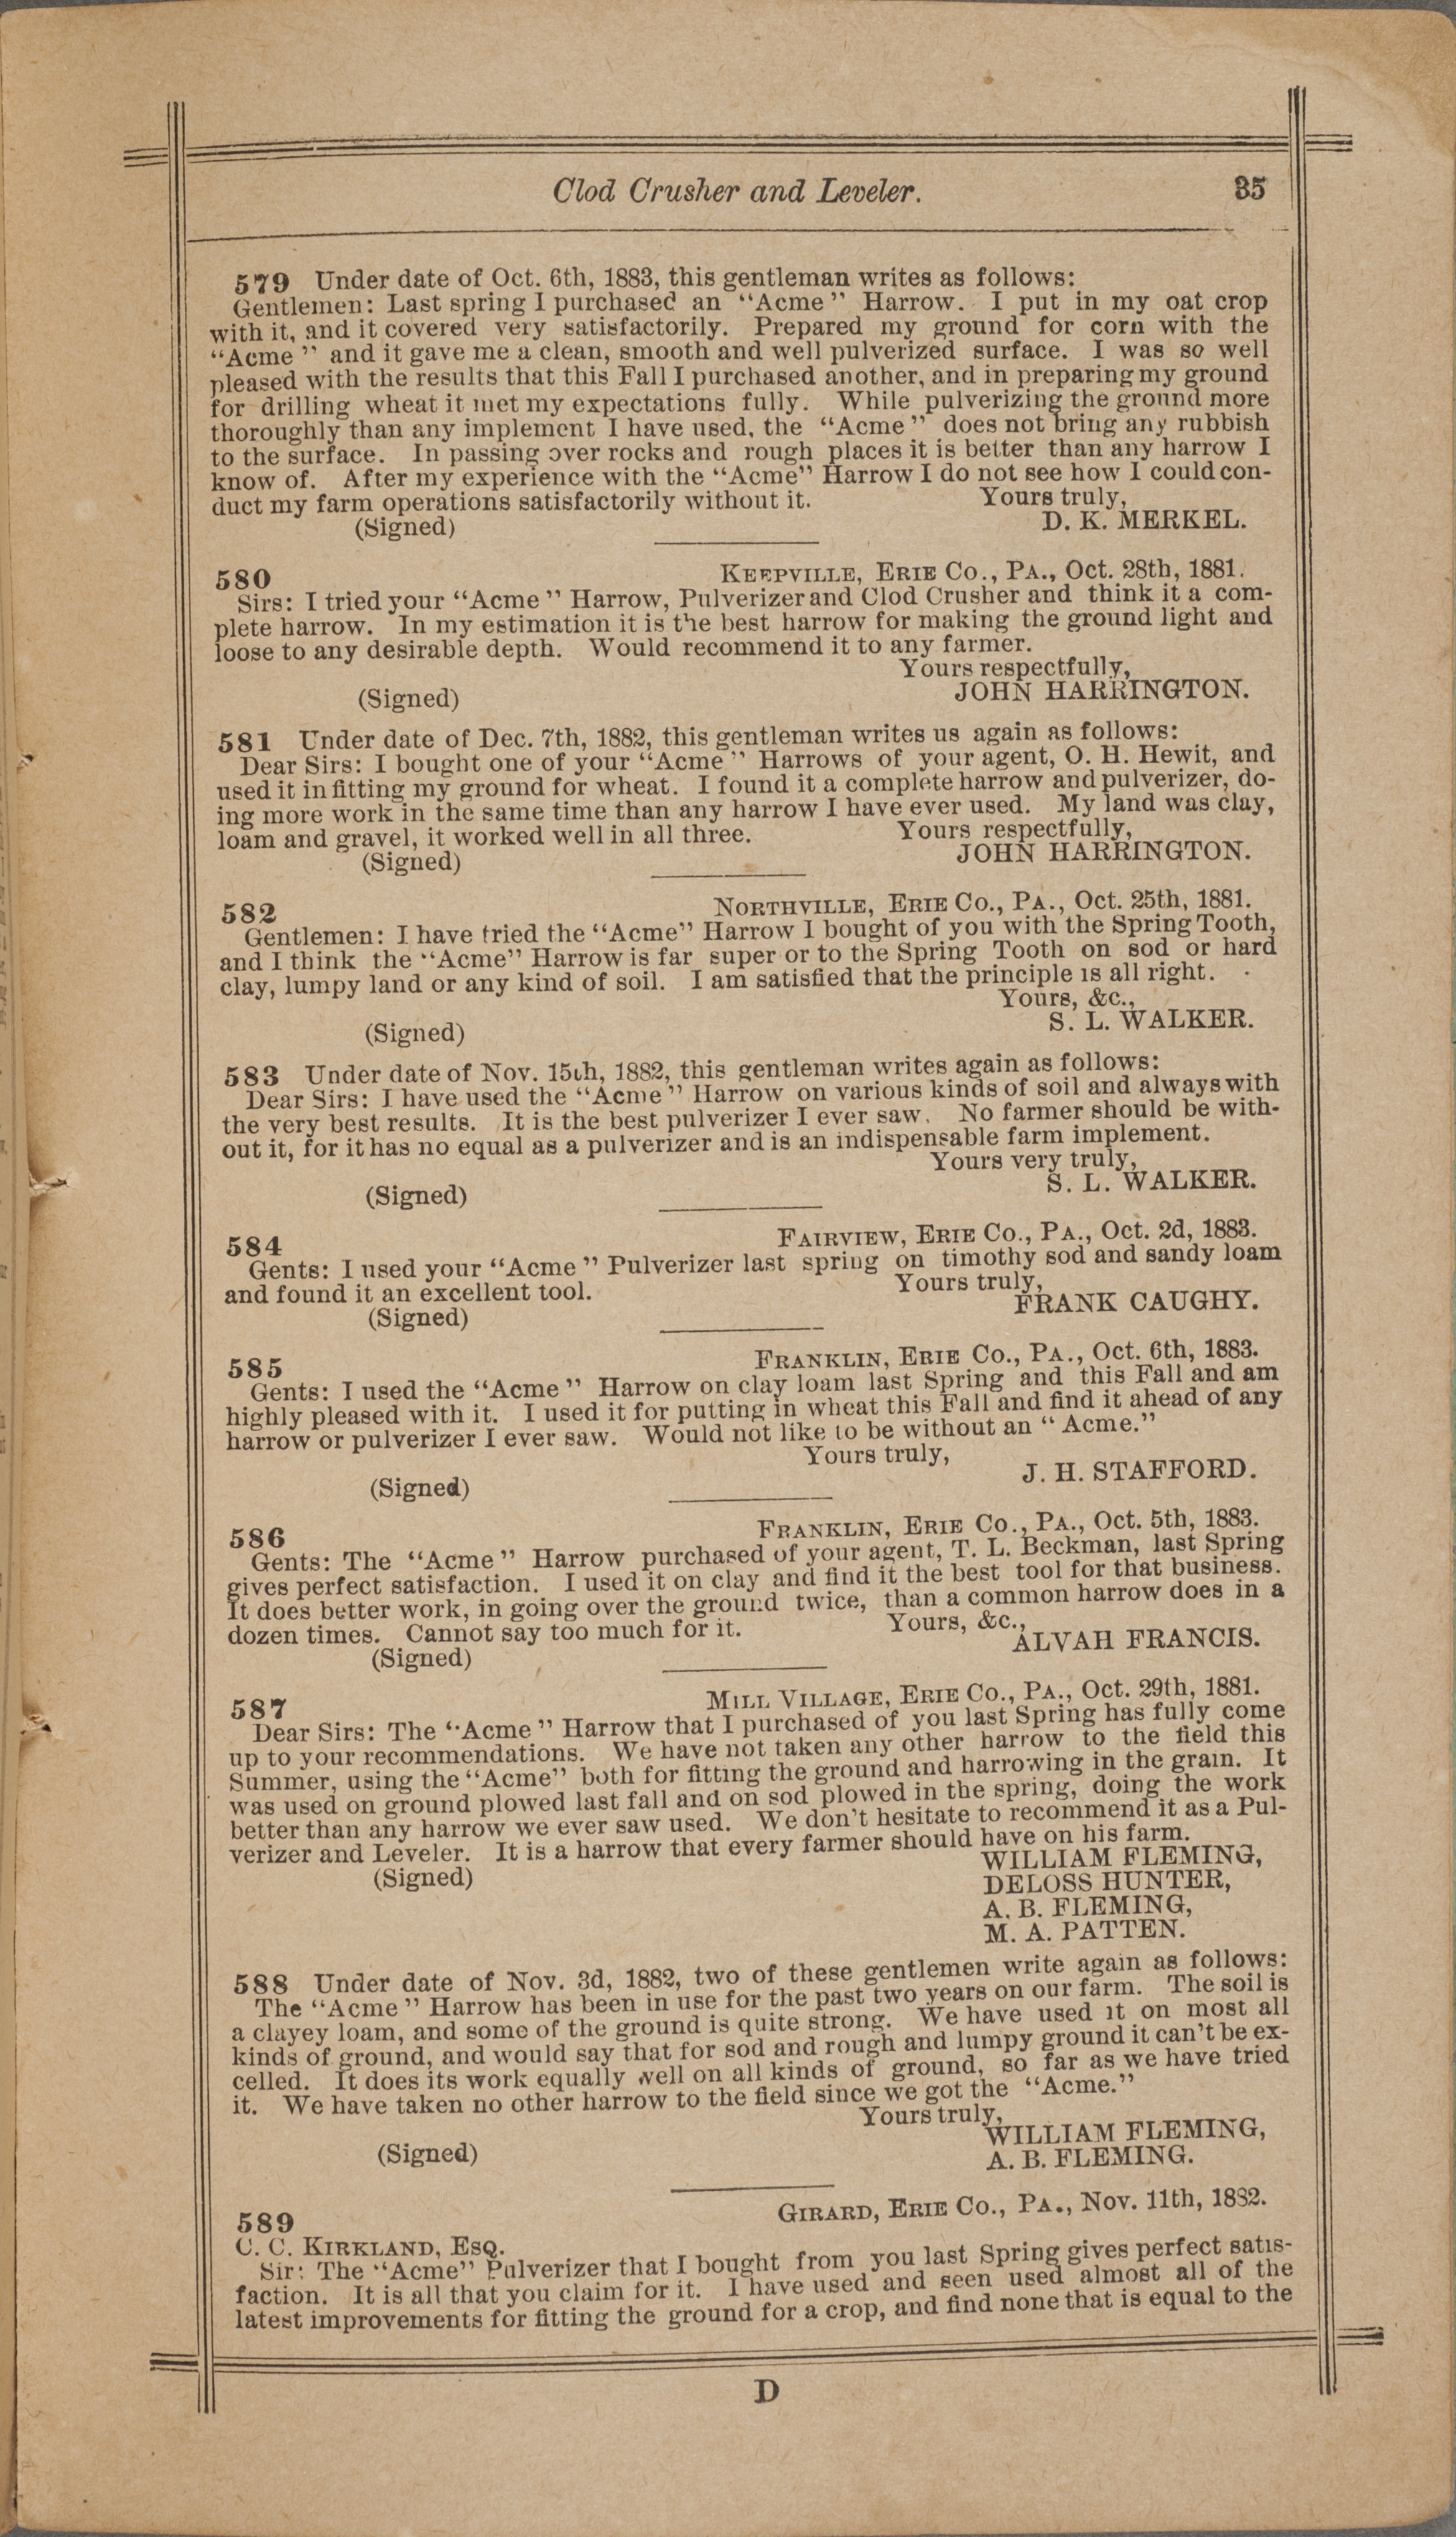 Clod Crusher and Leveler. 35
579 Under date of Oct. 6th, 1883, this gentleman writes as follows:
Gentlemen: Last spring I purchased an "Acme" Harrow. I put in my oat crop
with it, and it covered very satisfactorily. Prepared my ground for corn with the
"Acme" and it gave me a clean, smooth and well pulverized surface. I was so well
pleased with the results that this Fall I purchased another, and in preparing my ground
for drilling wheat it met my expectations fully. While pulverizing the ground more
thoroughly than any implement I have used, the "Acme" does not bring any rubbish
to the surface. In passing over rocks and rough places it is better than any harrow I
know of. After my experience with the "Acme" Harrow I do not see how I could con-
duct my farm operations satisfactorily without it. Yours truly,
(Signed) D. K. MERKEL.
580 KEEPVILLE, ERIE CO., PA., Oct. 28th, 1881.
Sirs: I tried your "Acme" Harrow, Pulverizer and Clod Crusher and think it a com-
plete harrow. In my estimation it is the best harrow for making the ground light and
loose to any desirable depth. Would recommend it to any farmer.
Yours respectfully,
(Signed) JOHN HARRINGTON.
581 Under date of Dec. 7th, 1882, this gentleman writes us again as follows:
Dear Sirs: I bought one of your "Acme" Harrows of your agent, O. H. Hewit, and
used it in fitting my ground for wheat. I found it a complete harrow and pulverizer, do-
ing more work in the same time than any harrow I have ever used. My land was clay,
loam and gravel, it worked well in all three. Yours respectfully,
(Signed) JOHN HARRINGTON.
582 NORTHVILLE, ERIE CO., PA., Oct. 25th, 1881.
Gentlemen: I have tried the "Acme" Harrow I bought of you with the Spring Tooth,
and I think the "Acme" Harrow is far superior to the Spring Tooth on sod or hard
clay, lumpy land or any kind of soil. I am satisfied that the principle is all right.
Yours, &c.,
(Signed) S. L. WALKER.
583 Under date of Nov. 15th, 1882, this gentleman writes again as follows:
Dear Sirs: I have used the "Acme" Harrow on various kinds of soil and always with
the very best results. It is the best pulverizer I ever saw. No farmer should be with-
out it, for it has no equal as a pulverizer and is an indispensable farm implement.
Yours very truly,
(Signed) S. L. WALKER.
584 FAIRVIEW, ERIE CO., PA., Oct. 2d, 1883.
Gents: I used your "Acme" Pulverizer last spring on timothy sod and sandy loam
and found it an excellent tool. Yours truly,
(Signed) FRANK CAUGHY.
585 FRANKLIN, ERIE CO., PA., Oct. 6th, 1883.
Gents: I used the "Acme" Harrow on clay loam last Spring and this Fall and am
highly pleased with it. I used it for putting in wheat this Fall and find it ahead of any
harrow or pulverizer I ever saw. Would not like to be without an "Acme."
Yours truly,
(Signed) J. H. STAFFORD.
586 FRANKLIN, ERIE CO., PA., Oct. 5th, 1883.
Gents: The "Acme" Harrow purchased of your agent, T. L. Beckman, last Spring
gives perfect satisfaction. I used it on clay and find it the best tool for that business.
It does better work, in going over the ground twice, than a common harrow does in a
dozen times. Cannot say too much for it. Yours, &c.,
(Signed) ALVAH FRANCIS.
587 MILL VILLAGE, ERIE CO., PA., Oct. 29th, 1881.
Dear Sirs: The "Acme" Harrow that I purchased of you last Spring has fully come
up to your recommendations. We have not taken any other harrow to the field this
Summer, using the "Acme" both for fitting the ground and harrowing in the grain. It
was used on ground plowed last fall and on sod plowed in the spring, doing the work
better than any harrow we ever saw used. We don't hesitate to recommend it as a Pul-
verizer and Leveler. It is a harrow that every farmer should have on his farm.
(Signed) WILLIAM FLEMING,
DELOSS HUNTER,
A. B. FLEMING,
M. A. PATTEN.
588 Under date of Nov. 3d, 1882, two of these gentlemen write again as follows:
The "Acme" Harrow has been in use for the past two years on our farm. The soil is
a clayey loam, and some of the ground is quite strong. We have used it on most all
kinds of ground, and would say that for sod and rough and lumpy ground it can't be ex-
celled. It does its work equally well on all kinds of ground, so far as we have tried
it. We have taken no other harrow to the field since we got the "Acme."
Yours truly,
WILLIAM FLEMING,
(Signed) A. B. FLEMING.
589 GIRARD, ERIE CO., PA., Nov. 11th, 1882.
C. C. KIRKLAND, ESQ.
Sir: The "Acme" Pulverizer that I bought from you last Spring gives perfect satis-
faction. It is all that you claim for it. I have used and seen used almost all of the
latest improvements for fitting the ground for a crop, and find none that is equal to the
D